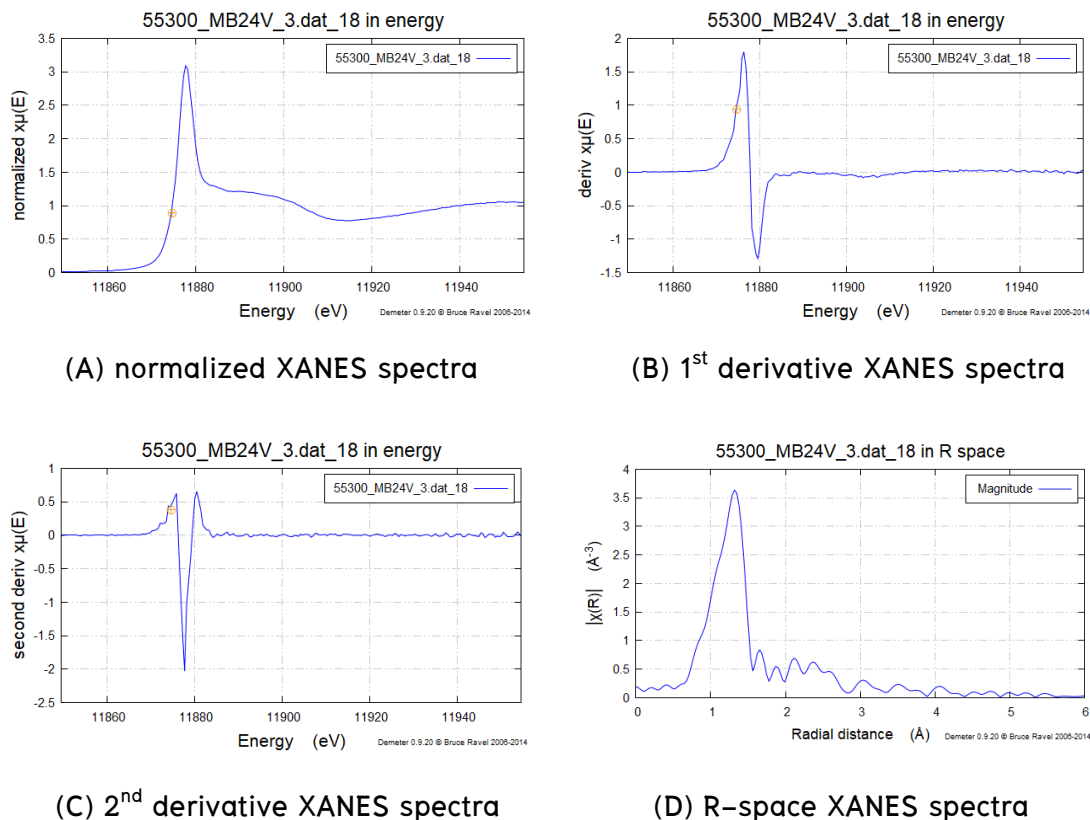 55300_MB24V_3.dat_18 in energy
55300_MB24V_3.dat_18
normalized xμ(E)
3.5
3
2.5
2
1.5
1
0.5
0
11860 11880 11900 11920 11940
Energy (eV)
Demeter 0.9.20 © Bruce Ravel 2006-2014
(A) normalized XANES spectra
55300_MB24V_3.dat_18 in energy
55300_MB24V_3.dat_18
deriv xμ(E)
2
1.5
1
0.5
0
-0.5
-1
-1.5
11860 11880 11900 11920 11940
Energy (eV)
Demeter 0.9.20 © Bruce Ravel 2006-2014
(B) 1st derivative XANES spectra
55300_MB24V_3.dat_18 in energy
55300_MB24V_3.dat_18
second deriv xμ(E)
1
0.5
0
-0.5
-1
-1.5
-2
-2.5
11860 11880 11900 11920 11940
Energy (eV)
Demeter 0.9.20 © Bruce Ravel 2006-2014
(C) 2nd derivative XANES spectra
55300_MB24V_3.dat_18 in R space
Magnitude
|χ(R)| (Å-3)
4
3.5
3
2.5
2
1.5
1
0.5
0
0 1 2 3 4 5 6
Radial distance (Å)
Demeter 0.9.20 © Bruce Ravel 2006-2014
(D) R-space XANES spectra